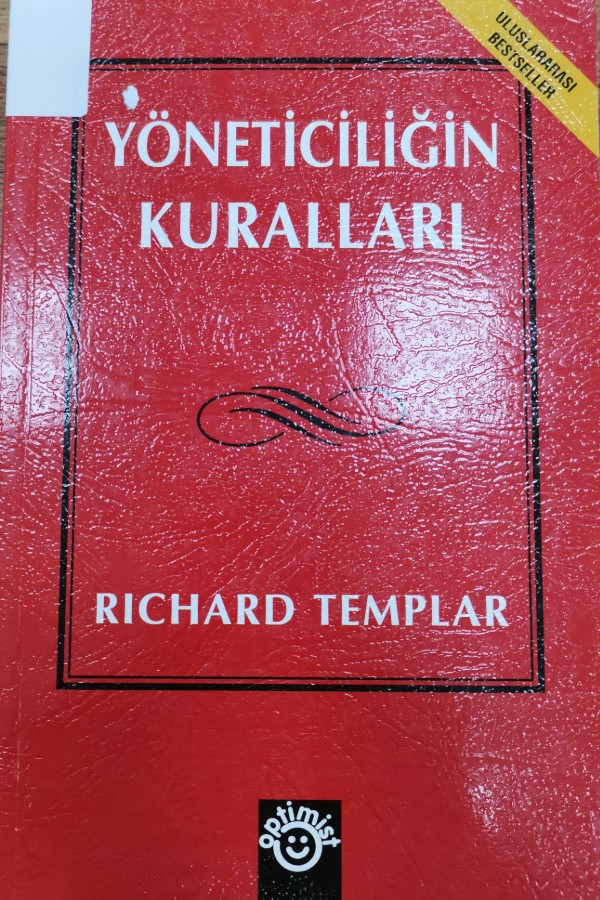 ULUSLARARASI
BESTSELLER
YÖNETİCİLİĞİN
KURALLARI
RICHARD TEMPLAR
optimist